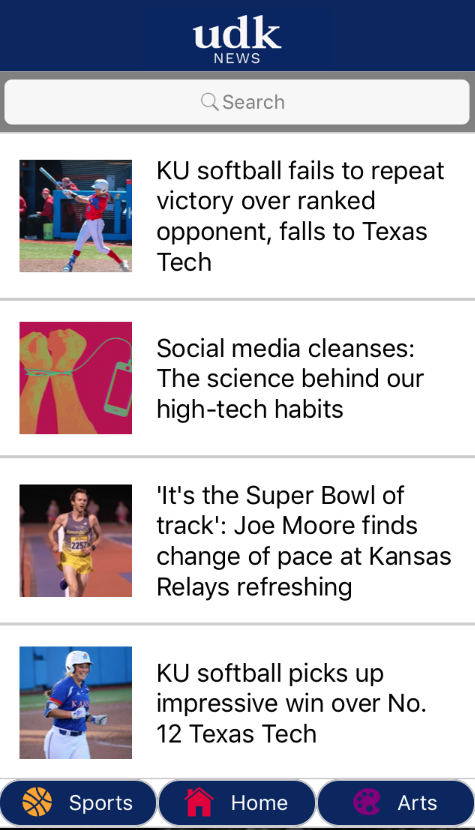 udk
NEWS
Search
KU softball fails to repeat
victory over ranked
opponent, falls to Texas
Tech
Social media cleanses:
The science behind our
high-tech habits
'It's the Super Bowl of
track': Joe Moore finds
change of pace at Kansas
Relays refreshing
KU softball picks up
impressive win over No.
12 Texas Tech
Sports
Home
Arts